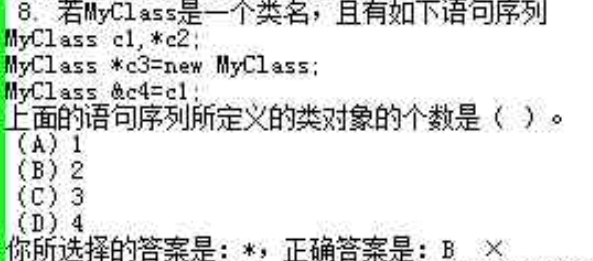 8. 若MyClass是一个类名，且有如下语句序列
MyClass c1,*c2;
MyClass *c3=new MyClass;
MyClass &c4=c1;
上面的语句序列所定义的类对象的个数是（ ）。
(A) 1
(B) 2
(C) 3
(D) 4
你所选择的答案是：*，正确答案是：B ×